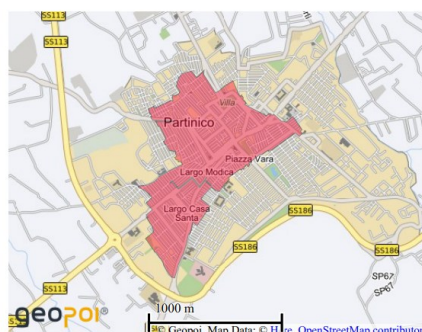 SS113
SS113
Villa
Partinico
Piazza Vara
Largo Modica
Largo Casa
Santa
SS186
SS113
SS186
SS186
SP67
SP67
SS113
geopoi®
1000 m
© Geopoi, Map Data: © H
OpenStreetMap contributor